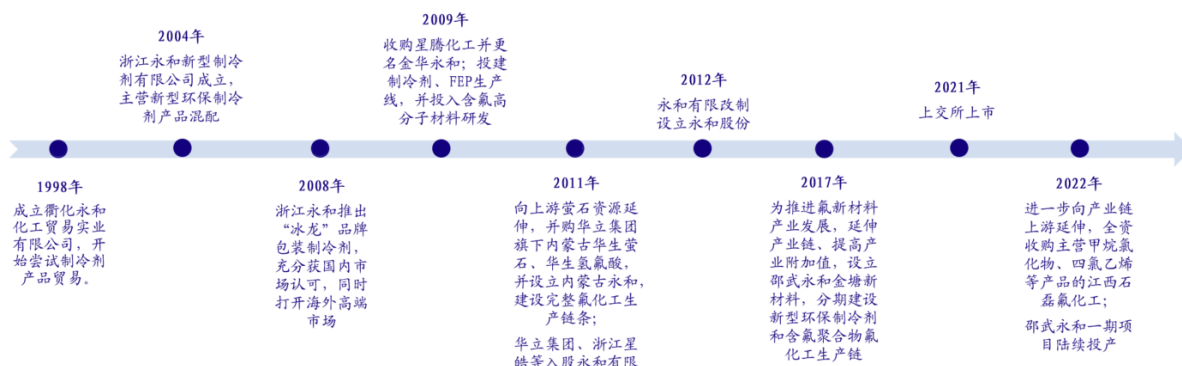 1998年
成立衢化永和
化工贸易实业
有限公司，开
始尝试制冷剂
产品贸易。
2004年
浙江永和新型制冷
剂有限公司成立，
主营新型环保制冷
剂产品混配
2008年
浙江永和推出
“冰龙”品牌
包装制冷剂，
充分获国内市
场认可，同时
打开海外高端
市场
2009年
收购星腾化工并更
名金华永和；投建
制冷剂、FEP生产
线，并投入含氟高
分子材料研发
2011年
向上游萤石资源延
伸，并购华立集团
旗下内蒙古华生萤
石、华生氢氟酸，
并设立内蒙古永和，
建设完整氟化工生
产链条；
华立集团、浙江星
皓等入股永和有限
2012年
永和有限改制
设立永和股份
2017年
为推进氟新材料
产业发展，延伸
产业链、提高产
业附加值，设立
邵武永和金塘新
材料，分期建设
新型环保制冷剂
和含氟聚合物氟
化工生产链
2021年
上交所上市
2022年
进一步向产业链
上游延伸，全资
收购主营甲烷氯
化物、四氯乙烯
等产品的江西石
磊氟化工；
邵武永和一期项
目陆续投产